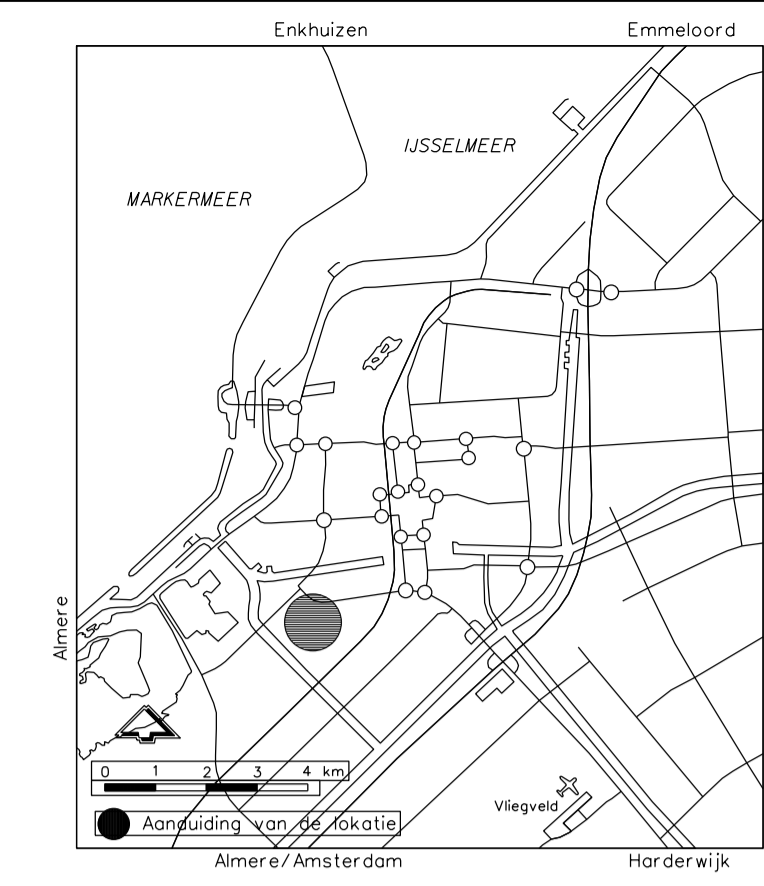 Enkhuizen Emmeloord
IJSSELMEER
MARKERMEER
Almere
0 1 2 3 4 km
Vliegveld
Aanduiding van de lokatie
Almere/Amsterdam Harderwijk